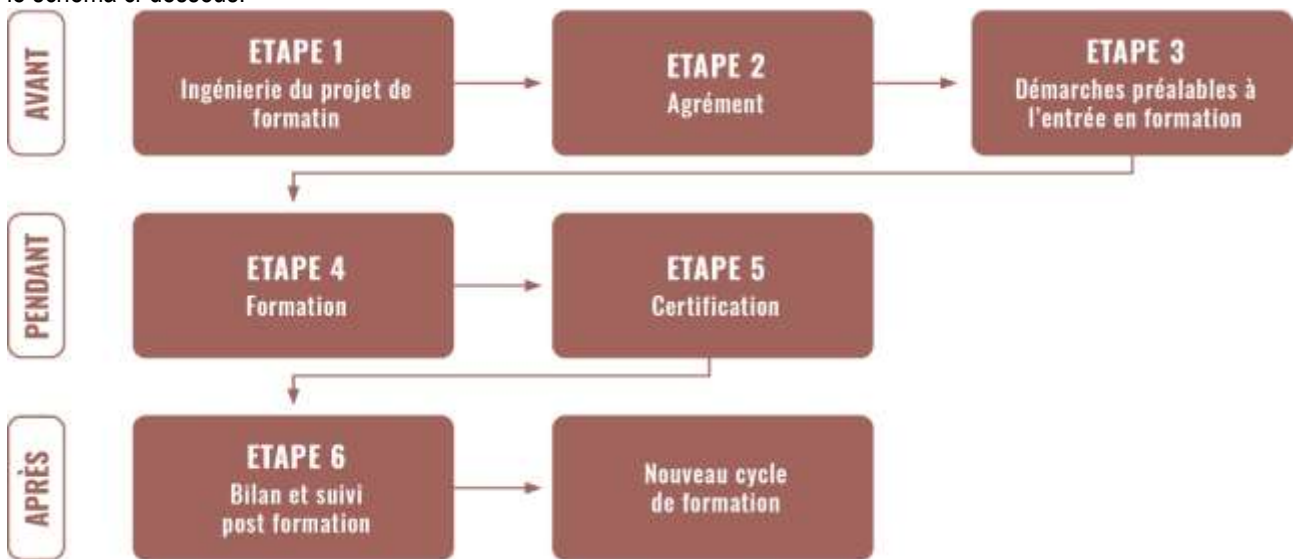 le schéma ci-dessous.
AVANT
ETAPE 1
Ingénierie du projet de
formatin
ETAPE 2
Agrément
ETAPE 3
Démarches préalables à
l'entrée en formation
PENDANT
ETAPE 4
Formation
ETAPE 5
Certification
APRÈS
ETAPE 6
Bilan et suivi
post formation
Nouveau cycle
de formation